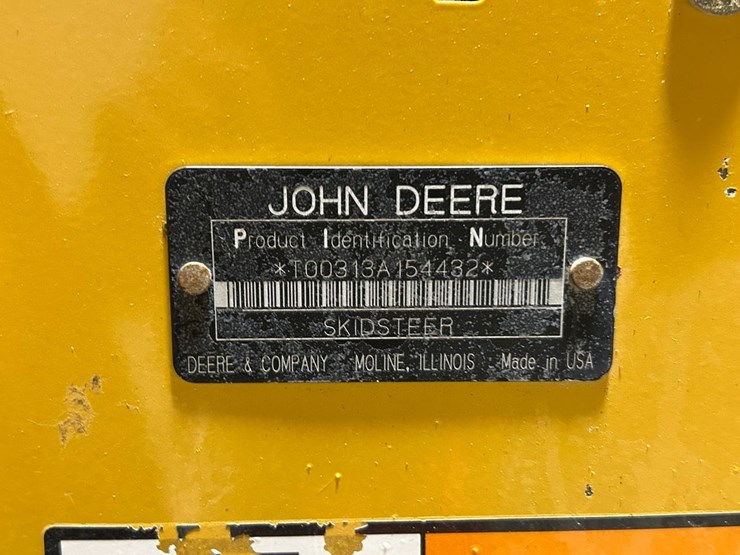 JOHN DEERE
Product Identification Number
*T00313A154432*
SKIDSTEER
DEERE & COMPANY MOLINE, ILLINOIS Made in USA